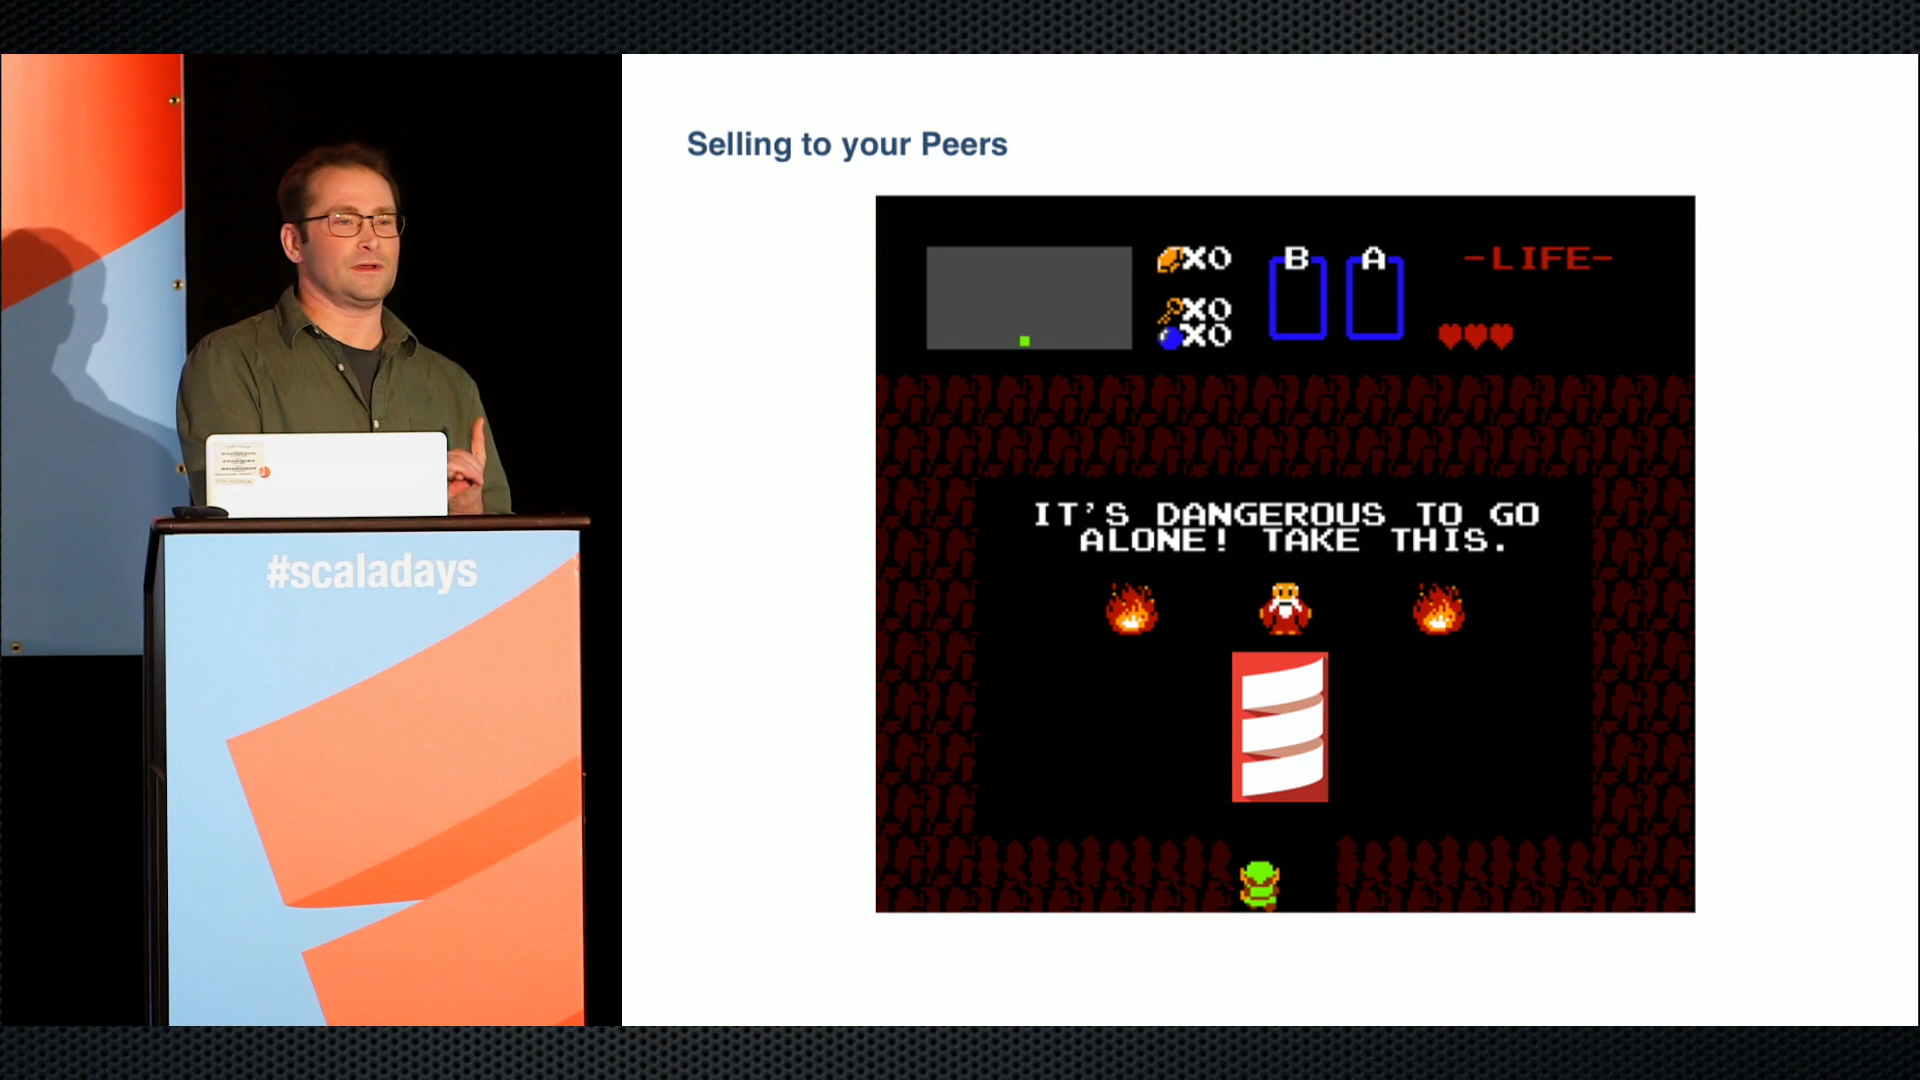 Selling to your Peers
X0
X0
X0
B
A
-LIFE-
IT'S DANGEROUS TO GO
ALONE! TAKE THIS.
#scaladays